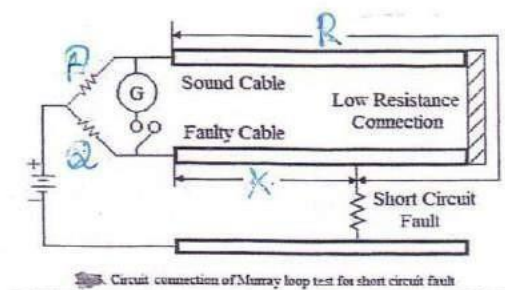 R
P
G
Sound Cable
Low Resistance
Connection
Q
Faulty Cable
+
X
Short Circuit
Fault
Circuit connection of Murray loop test for short circuit fault